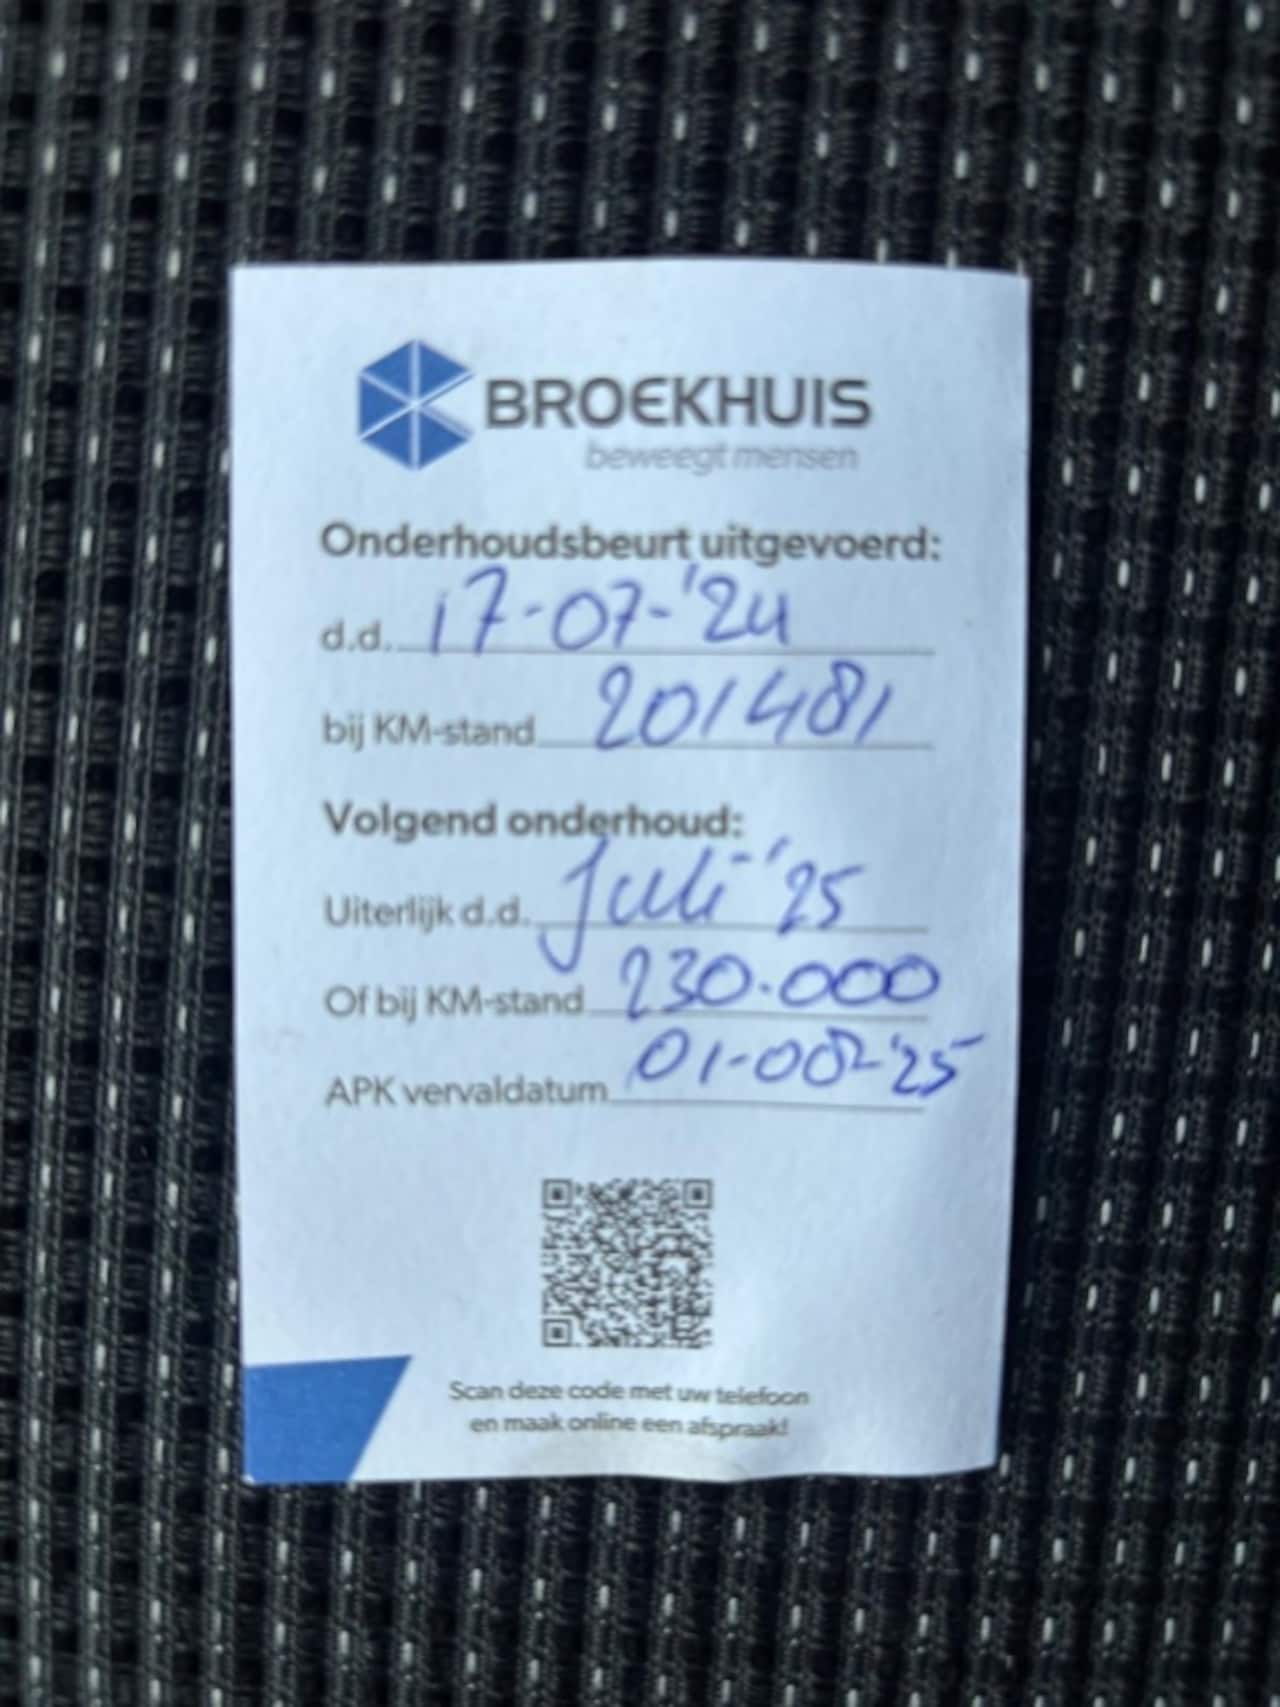 BROEKHUIS
beweegt mensen
Onderhoudsbeurt uitgevoerd:
d.d. 17-07-'24
bij KM-stand 201481
Volgend onderhoud:
Uiterlijk d.d. Juli-'25
Of bij KM-stand 230.000
APK vervaldatum 01-08-'25
Scan deze code met uw telefoon
en maak online een afspraak!